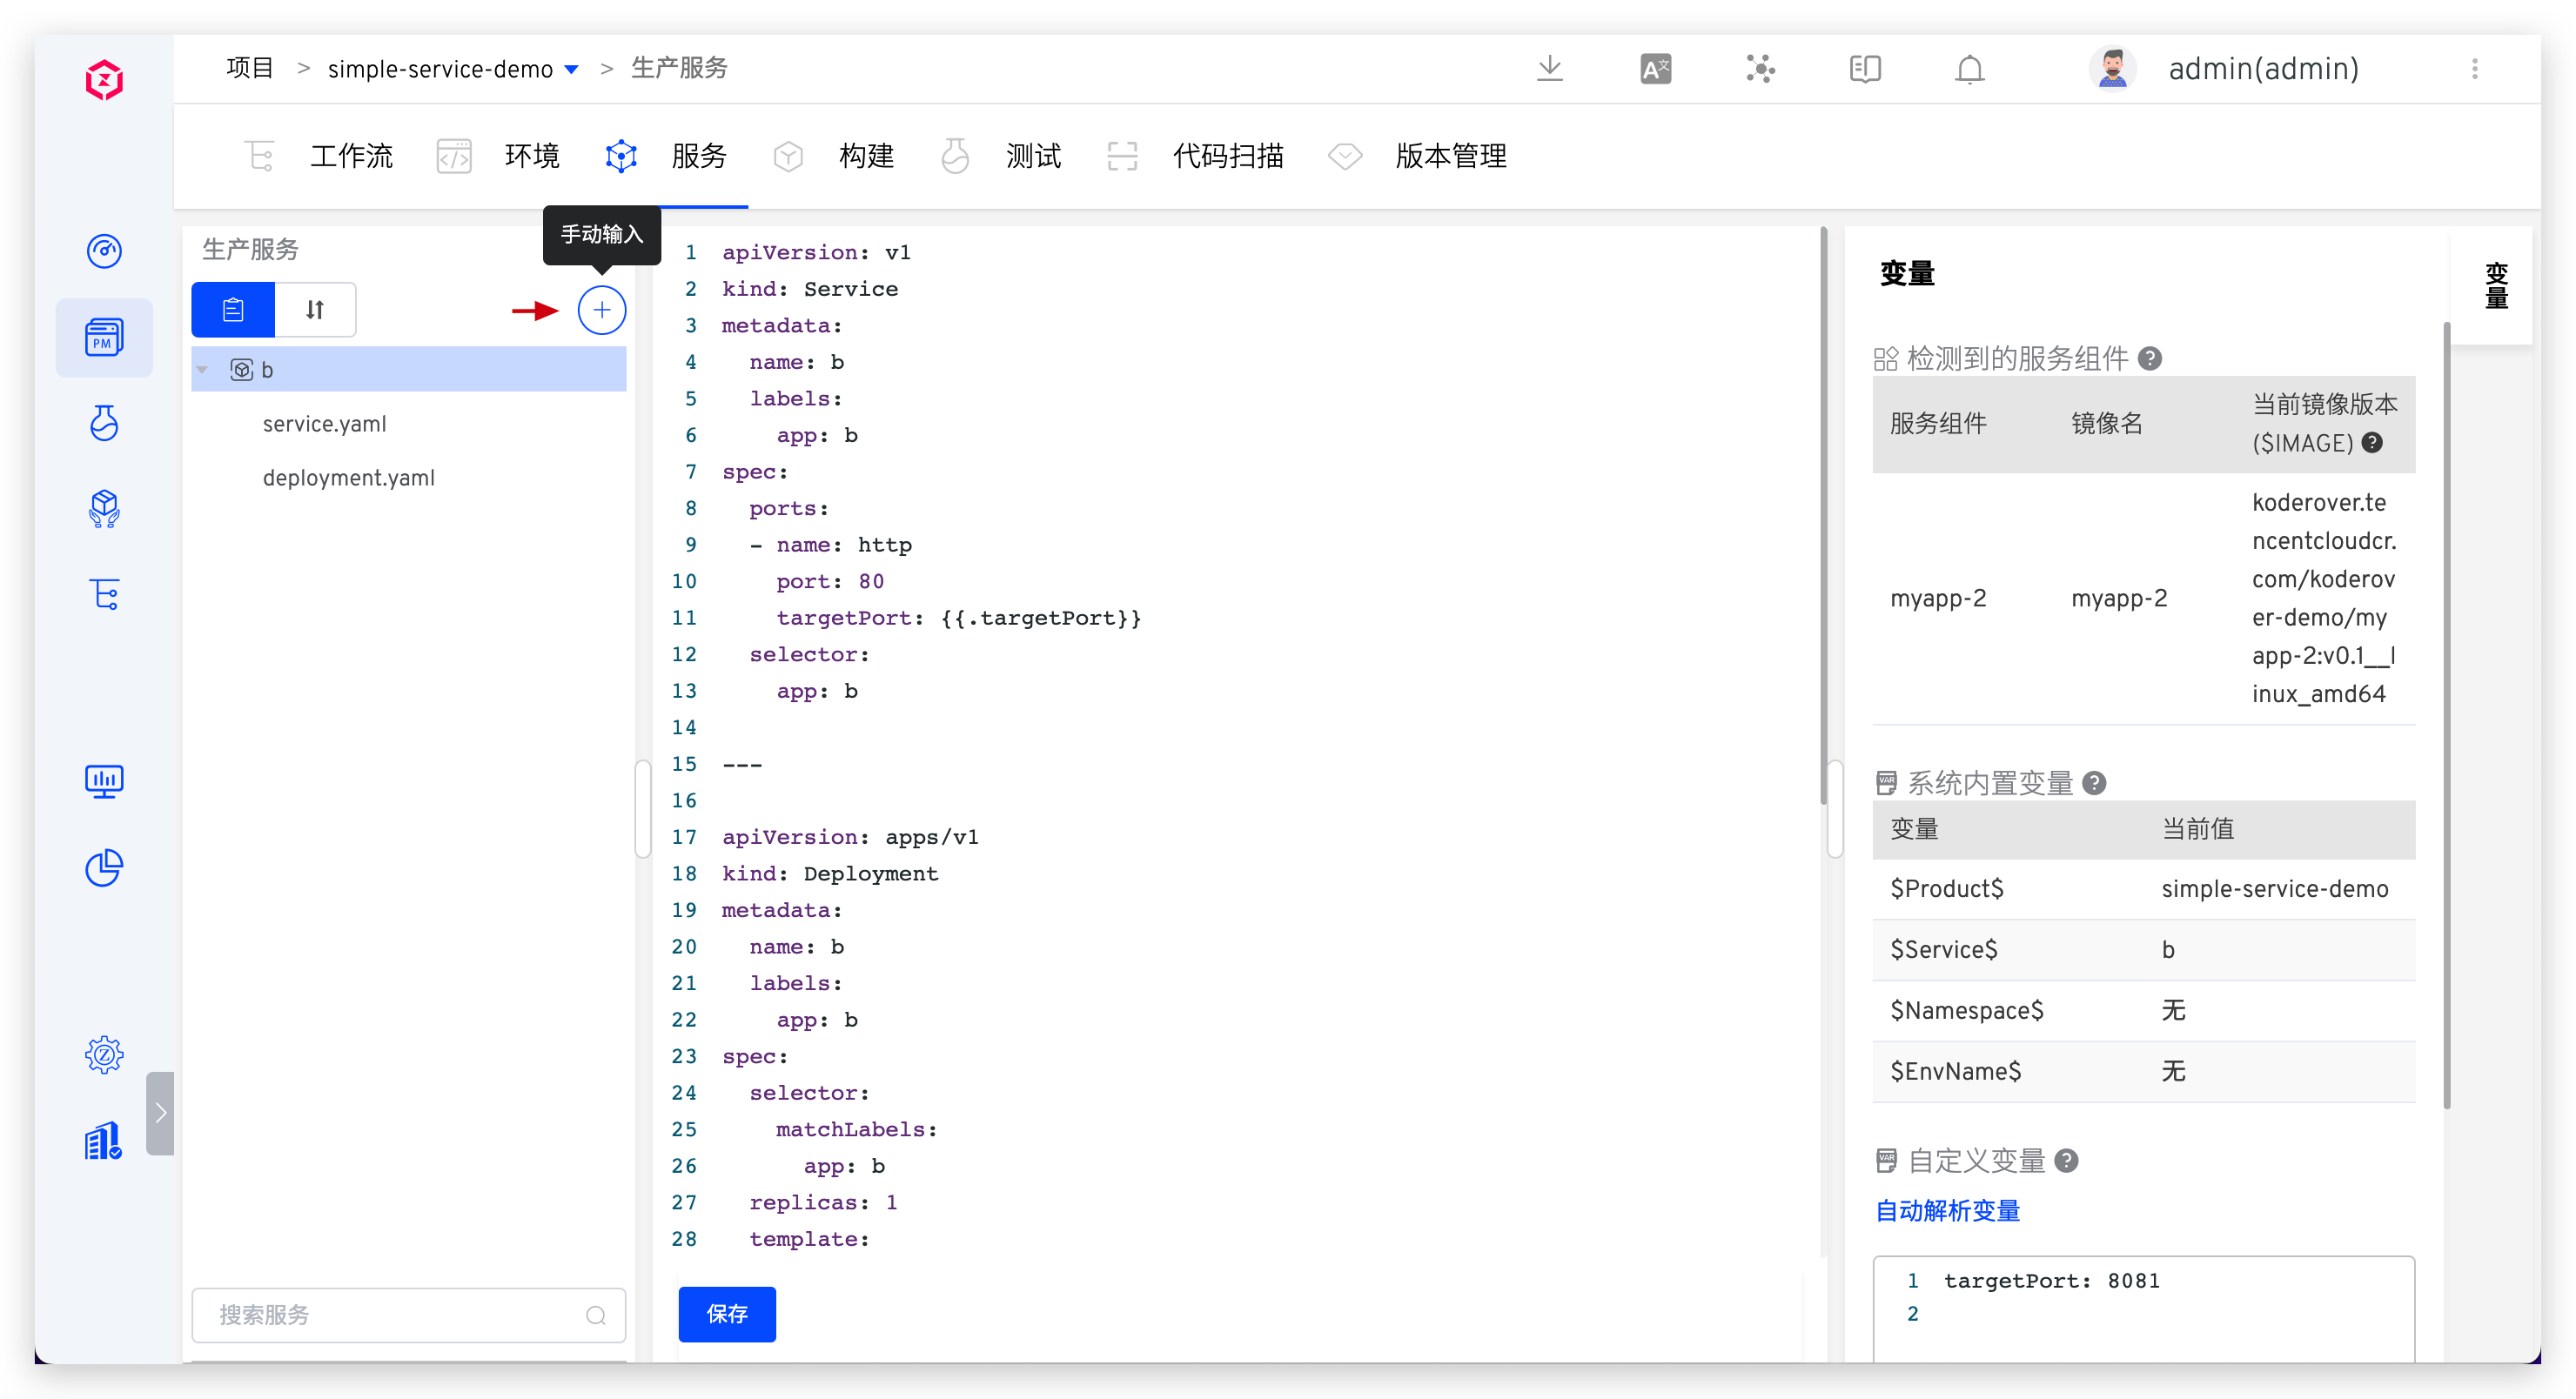 项目 > simple-service-demo > 生产服务
admin(admin)
工作流 环境 服务 构建 测试 代码扫描 版本管理
PM
手动输入
生产服务
b
service.yaml
deployment.yaml
搜索服务
1 apiVersion: v1
2 kind: Service
3 metadata:
4   name: b
5   labels:
6     app: b
7 spec:
8   ports:
9   - name: http
10     port: 80
11     targetPort: {{.targetPort}}
12   selector:
13     app: b
14
15 ---
16
17 apiVersion: apps/v1
18 kind: Deployment
19 metadata:
20   name: b
21   labels:
22     app: b
23 spec:
24   selector:
25     matchLabels:
26       app: b
27   replicas: 1
28   template:
保存
变量
变量
检测到的服务组件
服务组件 镜像名 当前镜像版本
($IMAGE)
myapp-2 myapp-2 koderover.te
ncentcloudcr.
com/koderov
er-demo/my
app-2:v0.1__l
inux_amd64
系统内置变量
变量 当前值
$Product$ simple-service-demo
$Service$ b
$Namespace$ 无
$EnvName$ 无
自定义变量
自动解析变量
1 targetPort: 8081
2